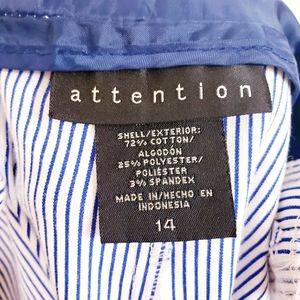 attention
SHELL/EXTERIOR:
72% COTTON/
ALGODÓN
25% POLYESTER/
POLIÉSTER
3% SPANDEX
MADE IN/HECHO EN
INDONESIA
14